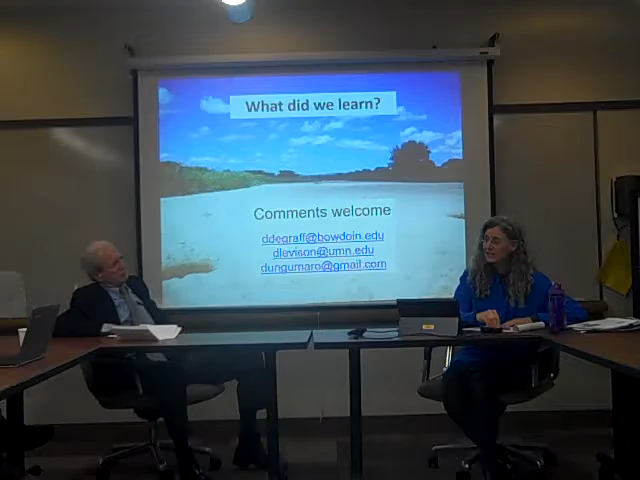 What did we learn?
Comments welcome
ddegraff@bowdoin.edu
dlevison@umn.edu
dungumaro@gmail.com